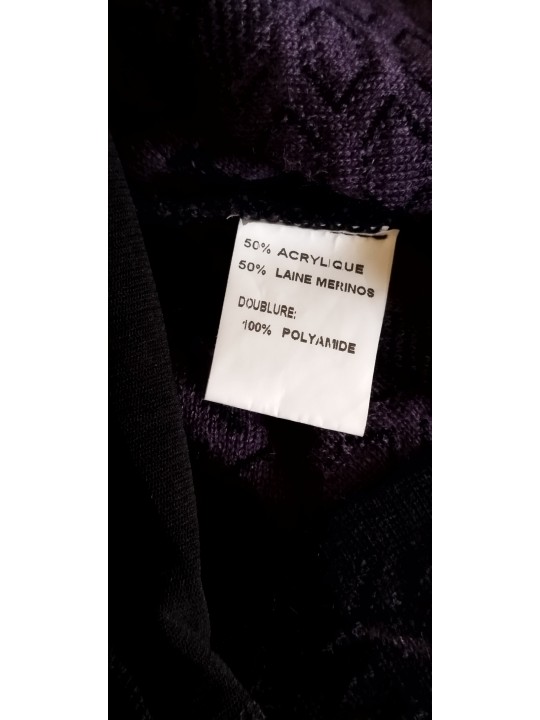 50% ACRYLIQUE
50% LAINE MERINOS
DOUBLURE:
100% POLYAMIDE